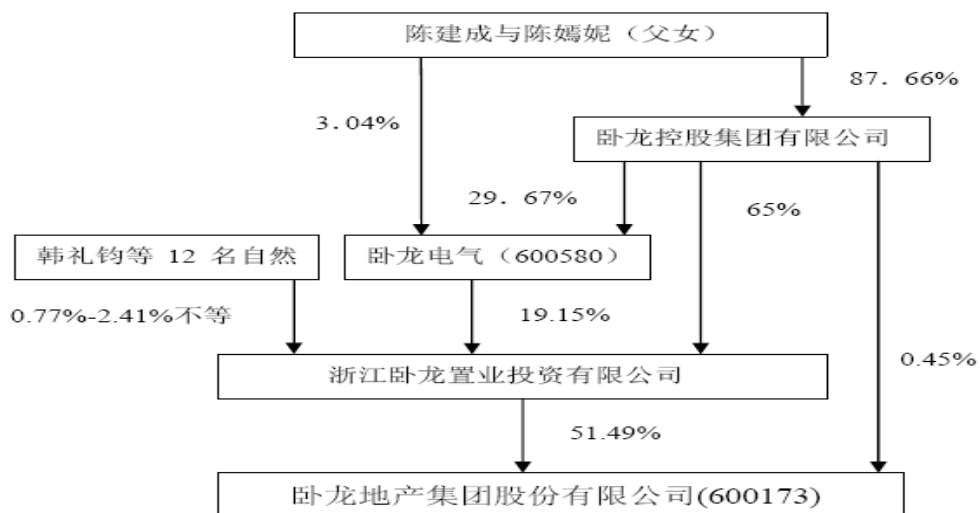 陈建成与陈嫣妮（父女）
87. 66%
3. 04%
卧龙控股集团有限公司
29. 67%
65%
韩礼钧等 12 名自然
卧龙电气（600580）
0.77%-2.41%不等
19.15%
浙江卧龙置业投资有限公司
0.45%
51.49%
卧龙地产集团股份有限公司(600173)